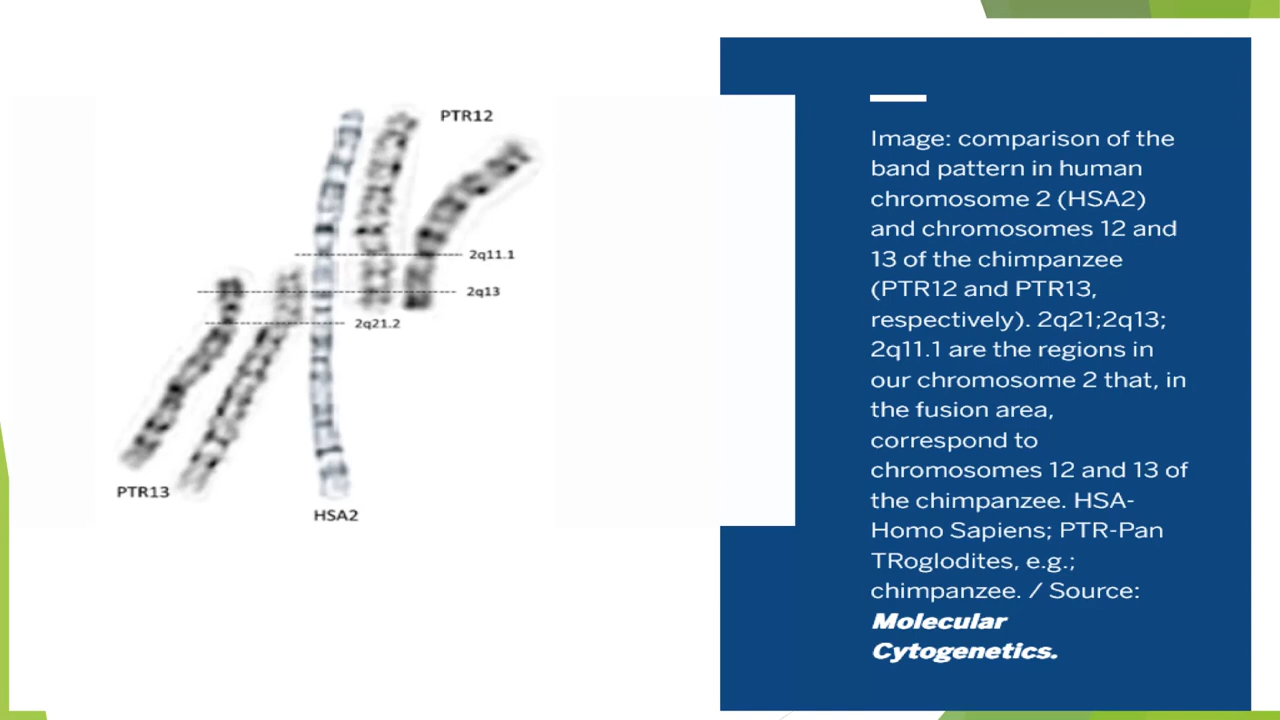 PTR12
2q11.1
2q13
2q21.2
PTR13
HSA2
Image: comparison of the
band pattern in human
chromosome 2 (HSA2)
and chromosomes 12 and
13 of the chimpanzee
(PTR12 and PTR13,
respectively). 2q21;2q13;
2q11.1 are the regions in
our chromosome 2 that, in
the fusion area,
correspond to
chromosomes 12 and 13 of
the chimpanzee. HSA-
Homo Sapiens; PTR-Pan
TRoglodites, e.g.;
chimpanzee. / Source:
Molecular
Cytogenetics.